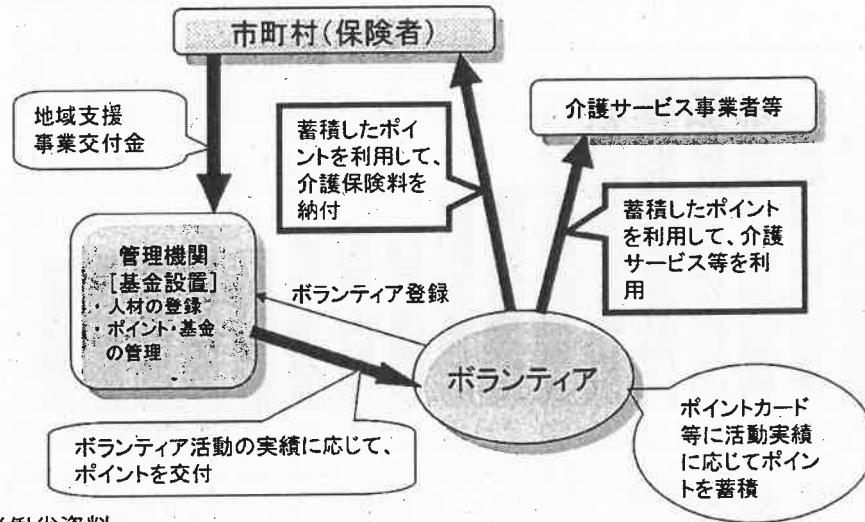 市町村(保険者)
地域支援
事業交付金
蓄積したポイ
ントを利用して、
介護保険料を
納付
介護サービス事業者等
蓄積したポイント
を利用して、介護
サービス等を利
用
管理機関
[基金設置]
・人材の登録
・ポイント・基金
の管理
ボランティア登録
ボランティア
ボランティア活動の実績に応じて、
ポイントを交付
ポイントカード
等に活動実績
に応じてポイン
トを蓄積
省資料